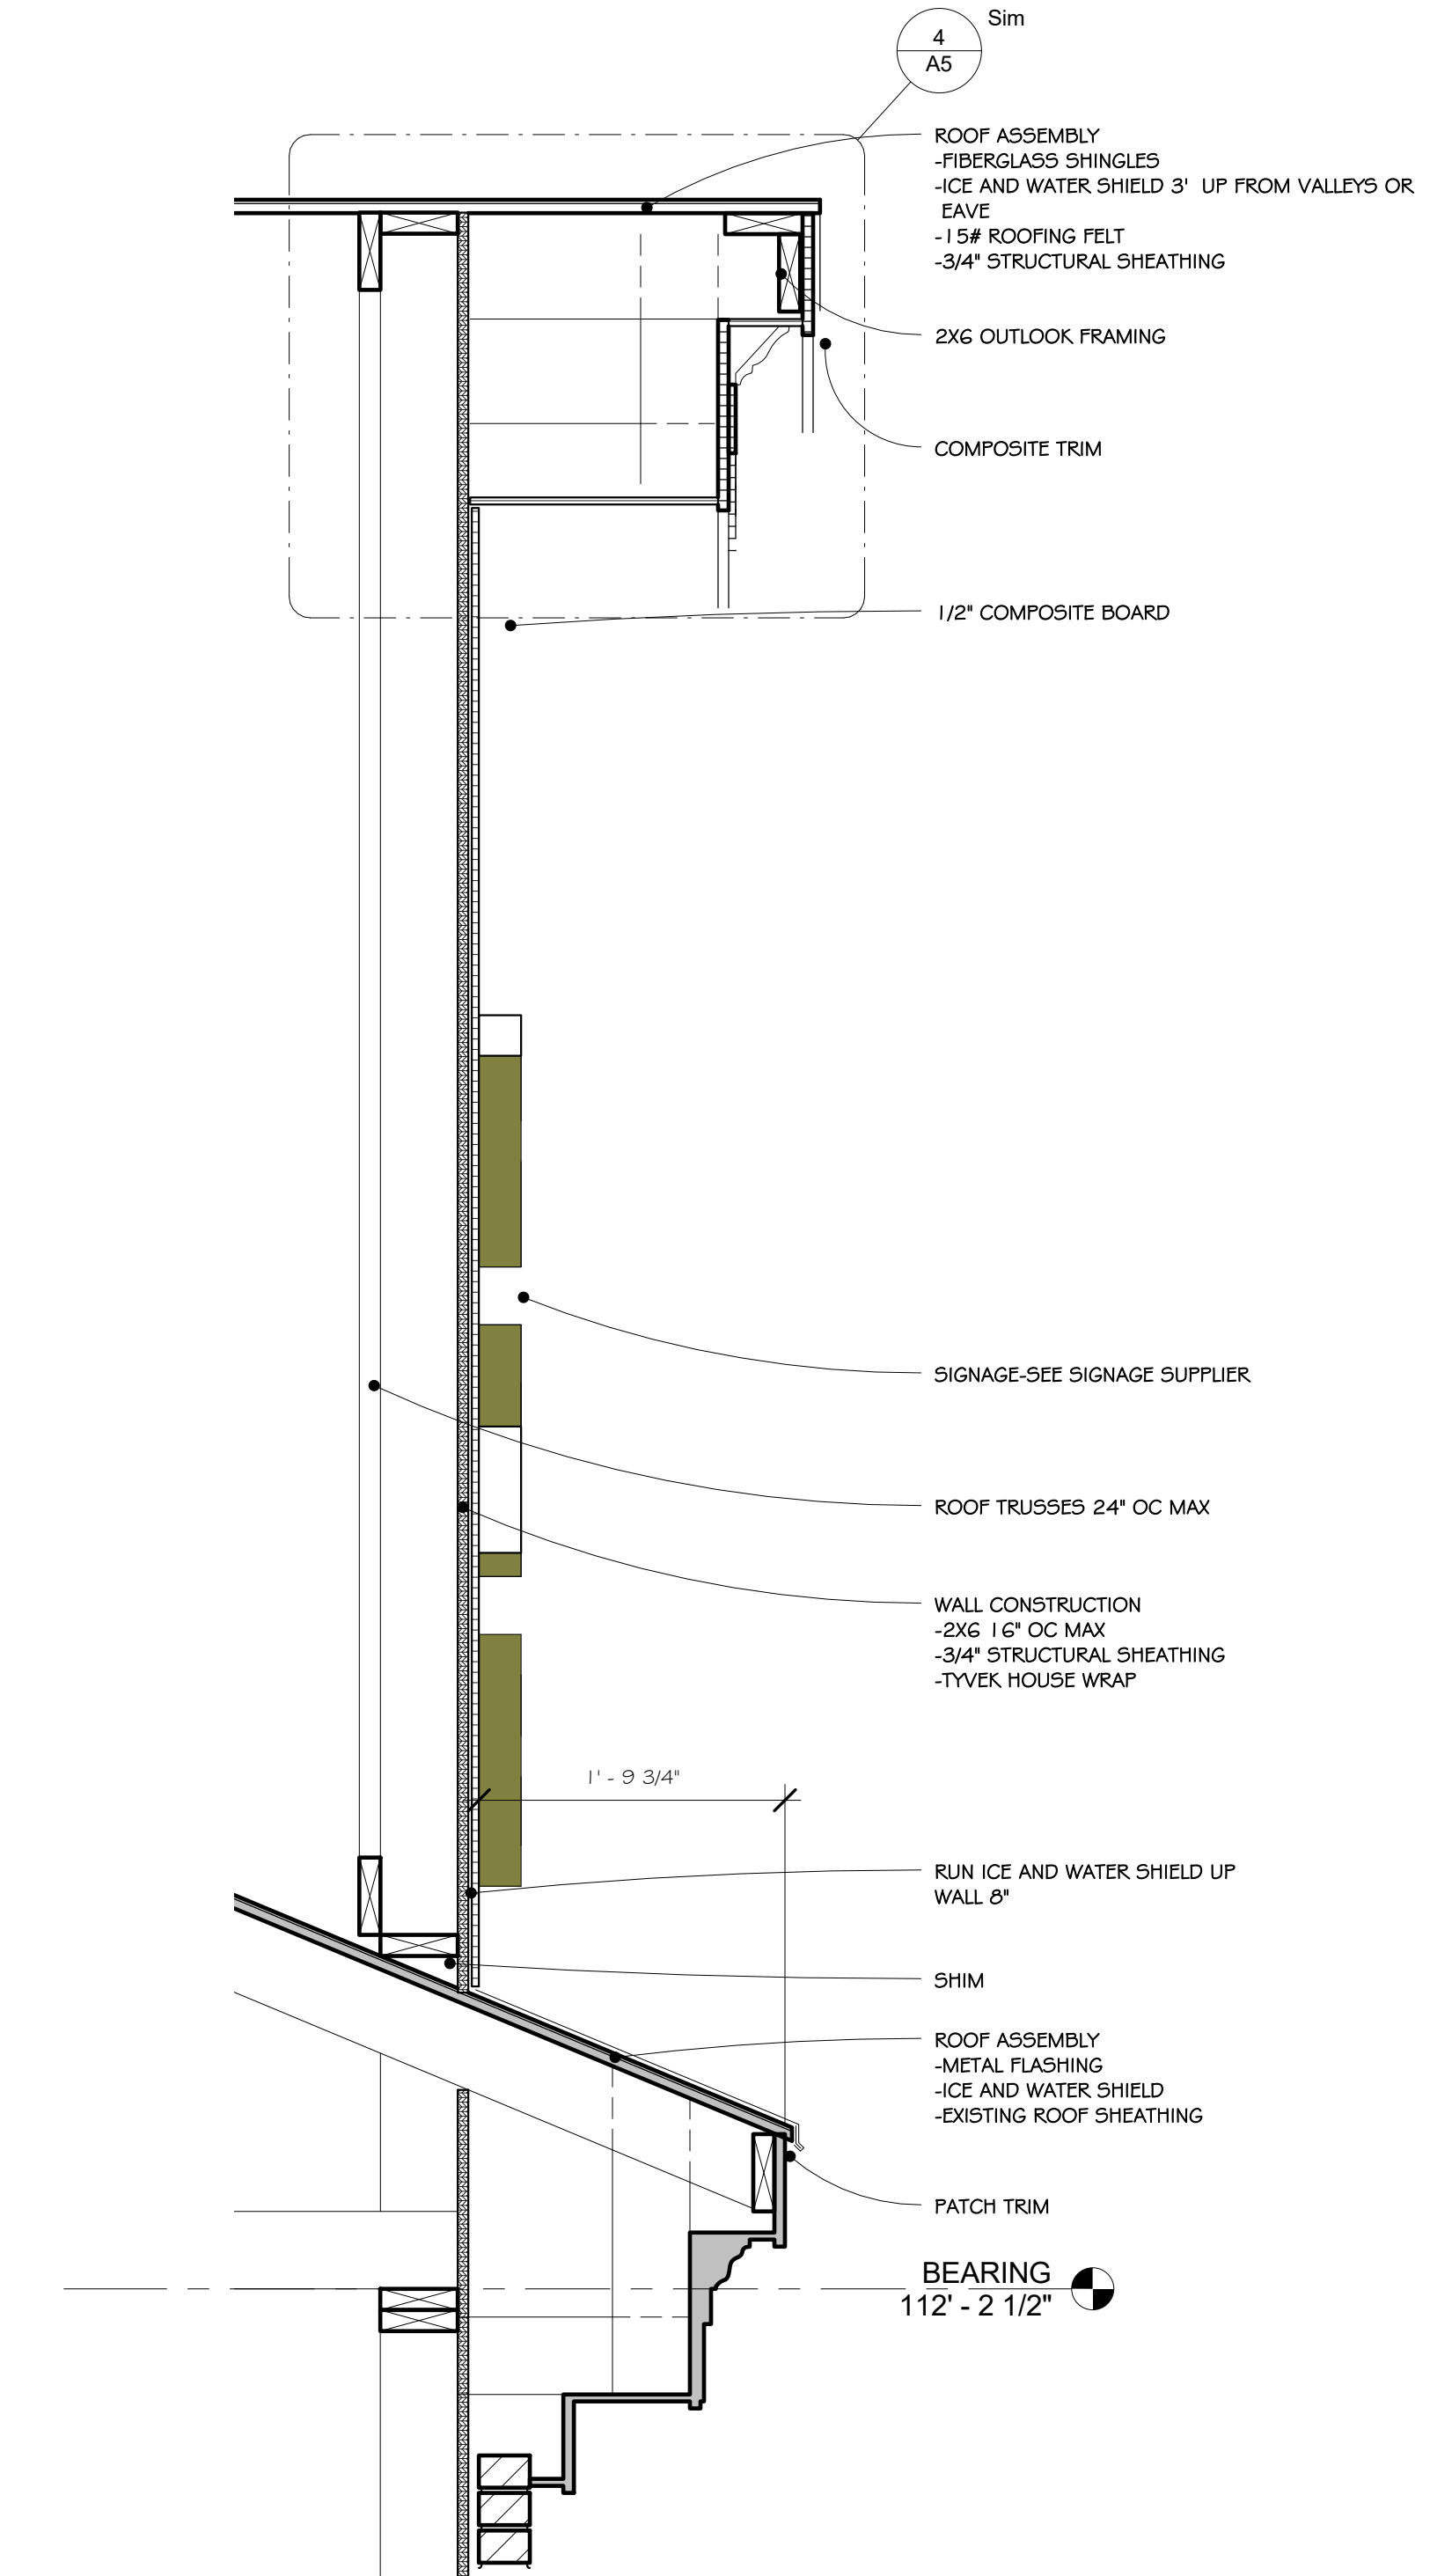 Sim
4
A5
ROOF ASSEMBLY
-FIBERGLASS SHINGLES
-ICE AND WATER SHIELD 3' UP FROM VALLEYS OR
EAVE
-15# ROOFING FELT
-3/4" STRUCTURAL SHEATHING
2X6 OUTLOOK FRAMING
COMPOSITE TRIM
1/2" COMPOSITE BOARD
SIGNAGE-SEE SIGNAGE SUPPLIER
ROOF TRUSSES 24" OC MAX
WALL CONSTRUCTION
-2X6 16" OC MAX
-3/4" STRUCTURAL SHEATHING
-TYVEK HOUSE WRAP
1' - 9 3/4"
RUN ICE AND WATER SHIELD UP
WALL 8"
SHIM
ROOF ASSEMBLY
-METAL FLASHING
-ICE AND WATER SHIELD
-EXISTING ROOF SHEATHING
PATCH TRIM
BEARING
112' - 2 1/2"